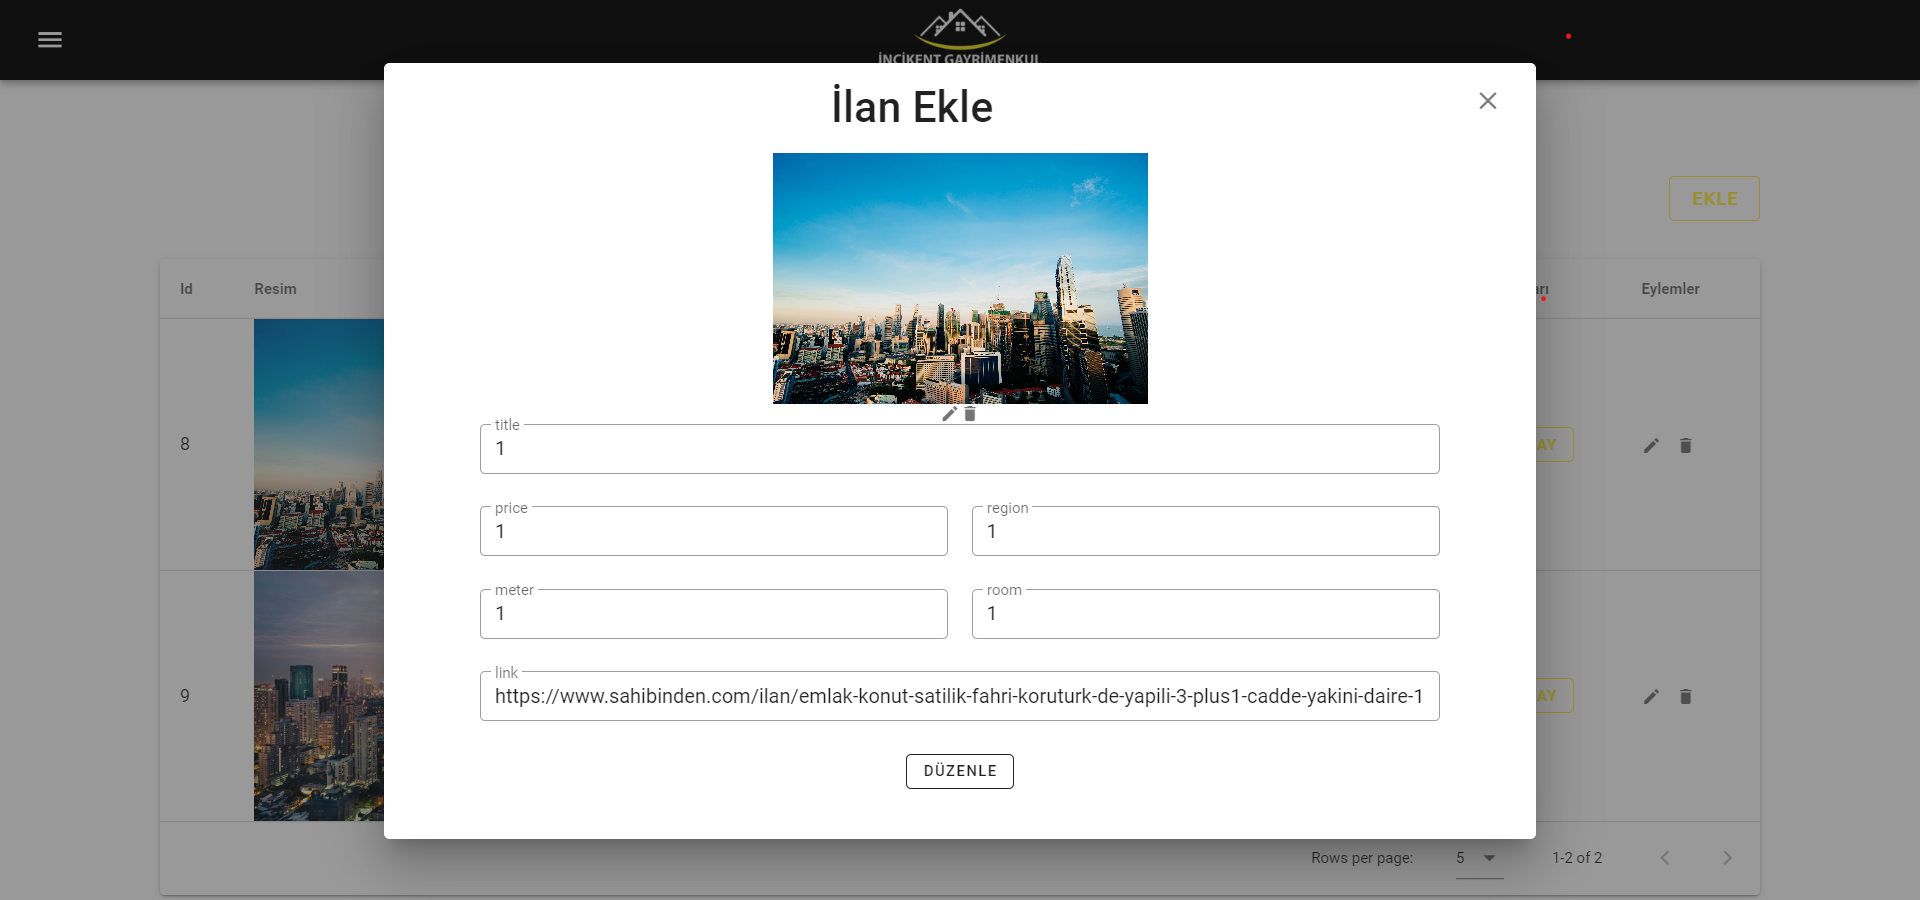 İNCİKENT GAYRİMENKUL
İlan Ekle
EKLE
Id
Resim
arı
Eylemler
title
1
8
AY
price
1
region
1
meter
1
room
1
link
https://www.sahibinden.com/ilan/emlak-konut-satilik-fahri-koruturk-de-yapili-3-plus1-cadde-yakini-daire-1
9
AY
DÜZENLE
Rows per page:
5
1-2 of 2